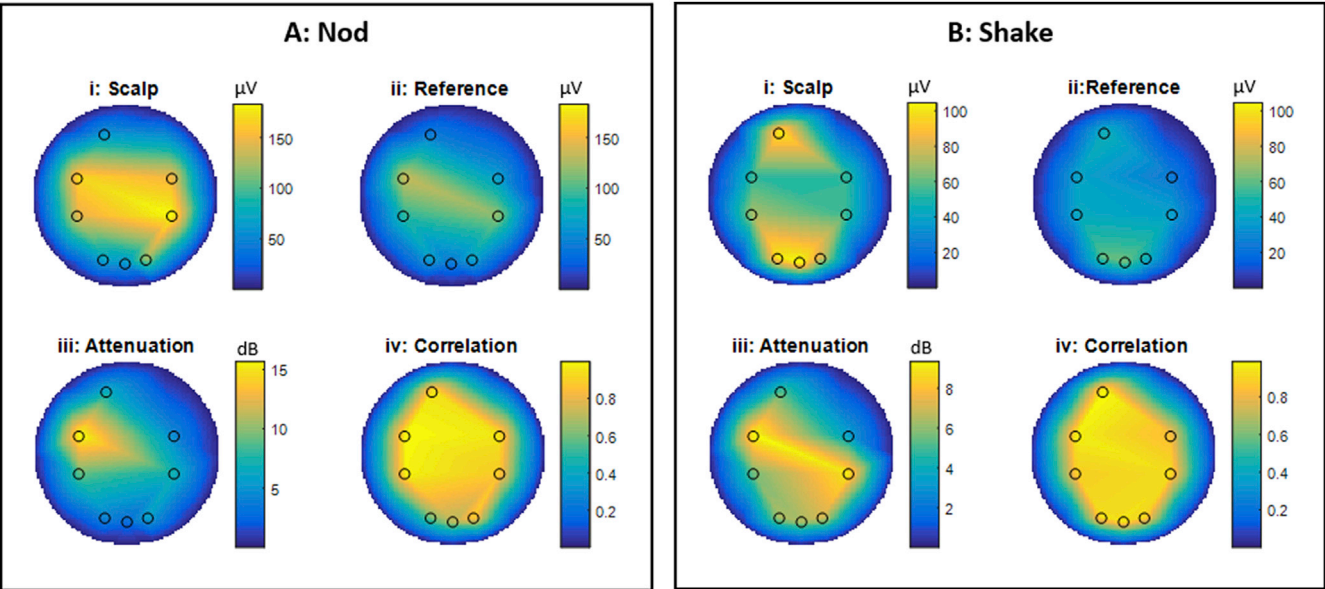 A: Nod
i: Scalp
µV
150
100
50
ii: Reference
µV
150
100
50
iii: Attenuation
dB
15
10
5
iv: Correlation
0.8
0.6
0.4
0.2
B: Shake
i: Scalp
µV
100
80
60
40
20
ii:Reference
µV
100
80
60
40
20
iii: Attenuation
dB
8
6
4
2
iv: Correlation
0.8
0.6
0.4
0.2